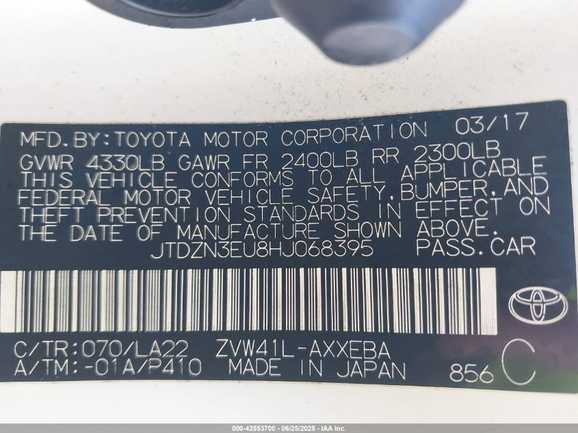 MFD.BY:TOYOTA MOTOR CORPORATION 03/17
GVWR 4330LB GAWR FR 2400LB RR 2300LB
THIS VEHICLE CONFORMS TO ALL APPLICABLE
FEDERAL MOTOR VEHICLE SAFETY,BUMPER,AND
THEFT PREVENTION STANDARDS IN EFFECT ON
THE DATE OF MANUFACTURE SHOWN ABOVE.
JTDZN3EU8HJ068395 PASS.CAR
C/TR:070/LA22 ZVW41L-AXXEBA
A/TM:-01A/P410 MADE IN JAPAN 856 C
000-42553700 - 06/25/2025 - IAA Inc.